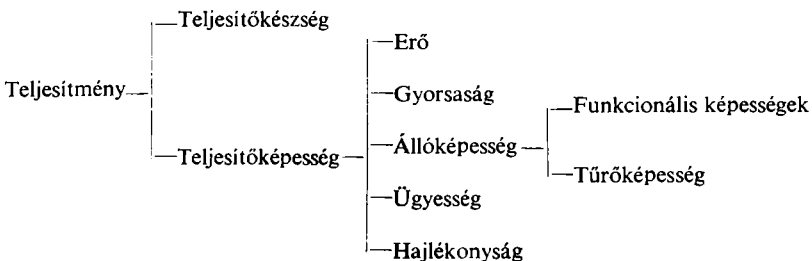 Teljesítmény
Teljesítőkészség
Teljesítőképesség
Erő
Gyorsaság
Állóképesség
Ügyesség
Hajlékonyság
Funkcionális képességek
Tűrőképesség